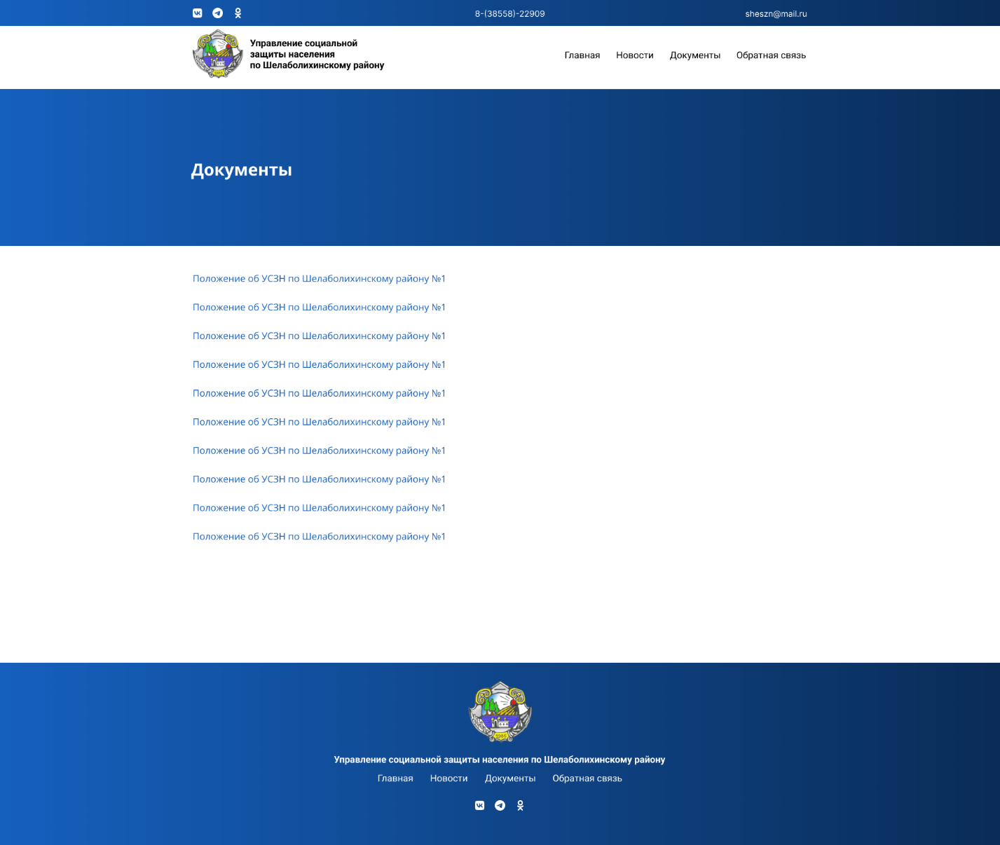 8-(38558)-22909
sheszn@mail.ru
Управление социальной
защиты населения
по Шелаболихинскому району
1985
Главная
Новости
Документы
Обратная связь
Документы
Положение об УСЗН по Шелаболихинскому району №1
Положение об УСЗН по Шелаболихинскому району №1
Положение об УСЗН по Шелаболихинскому району №1
Положение об УСЗН по Шелаболихинскому району №1
Положение об УСЗН по Шелаболихинскому району №1
Положение об УСЗН по Шелаболихинскому району №1
Положение об УСЗН по Шелаболихинскому району №1
Положение об УСЗН по Шелаболихинскому району №1
Положение об УСЗН по Шелаболихинскому району №1
Положение об УСЗН по Шелаболихинскому району №1
1985
Управление социальной защиты населения по Шелаболихинскому району
Главная
Новости
Документы
Обратная связь